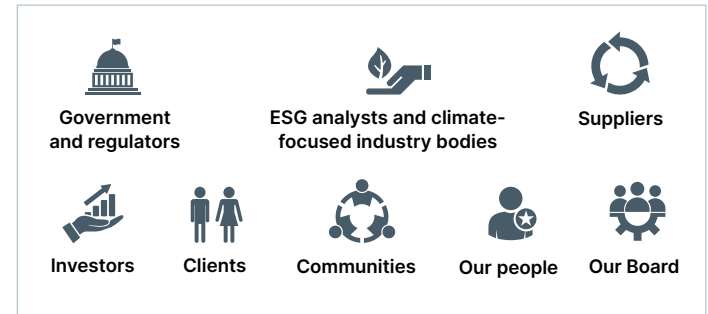 Government
and regulators
ESG analysts and climate-
focused industry bodies
Suppliers
Investors
Clients
Communities
Our people
Our Board